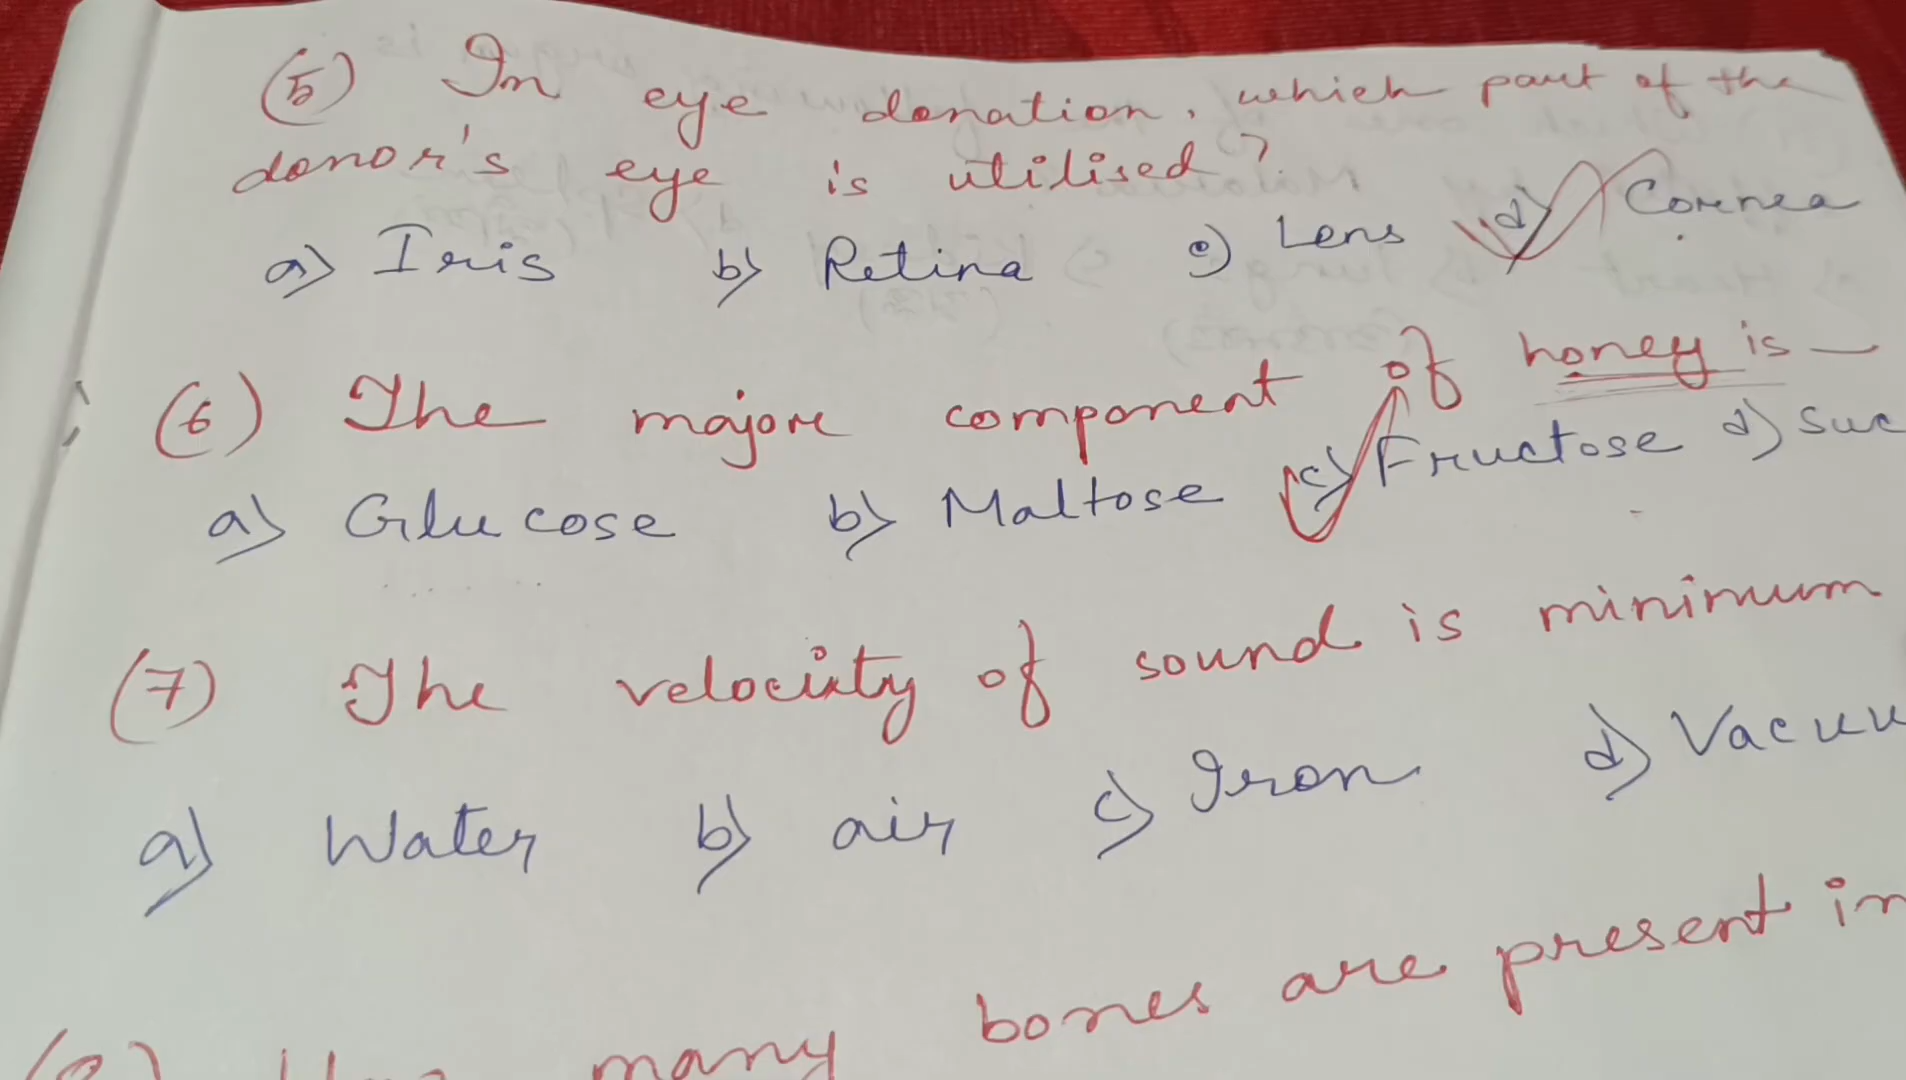 (5) In eye donation, which part of the
donor's eye is utilised?
a) Iris b) Retina c) Lens d) Cornea
(6) The major component of honey is —
a) Glucose b) Maltose c) Fructose d) Suc
(7) The velocity of sound is minimum
a) Water b) air c) Iron d) Vacuu
many bones are present in